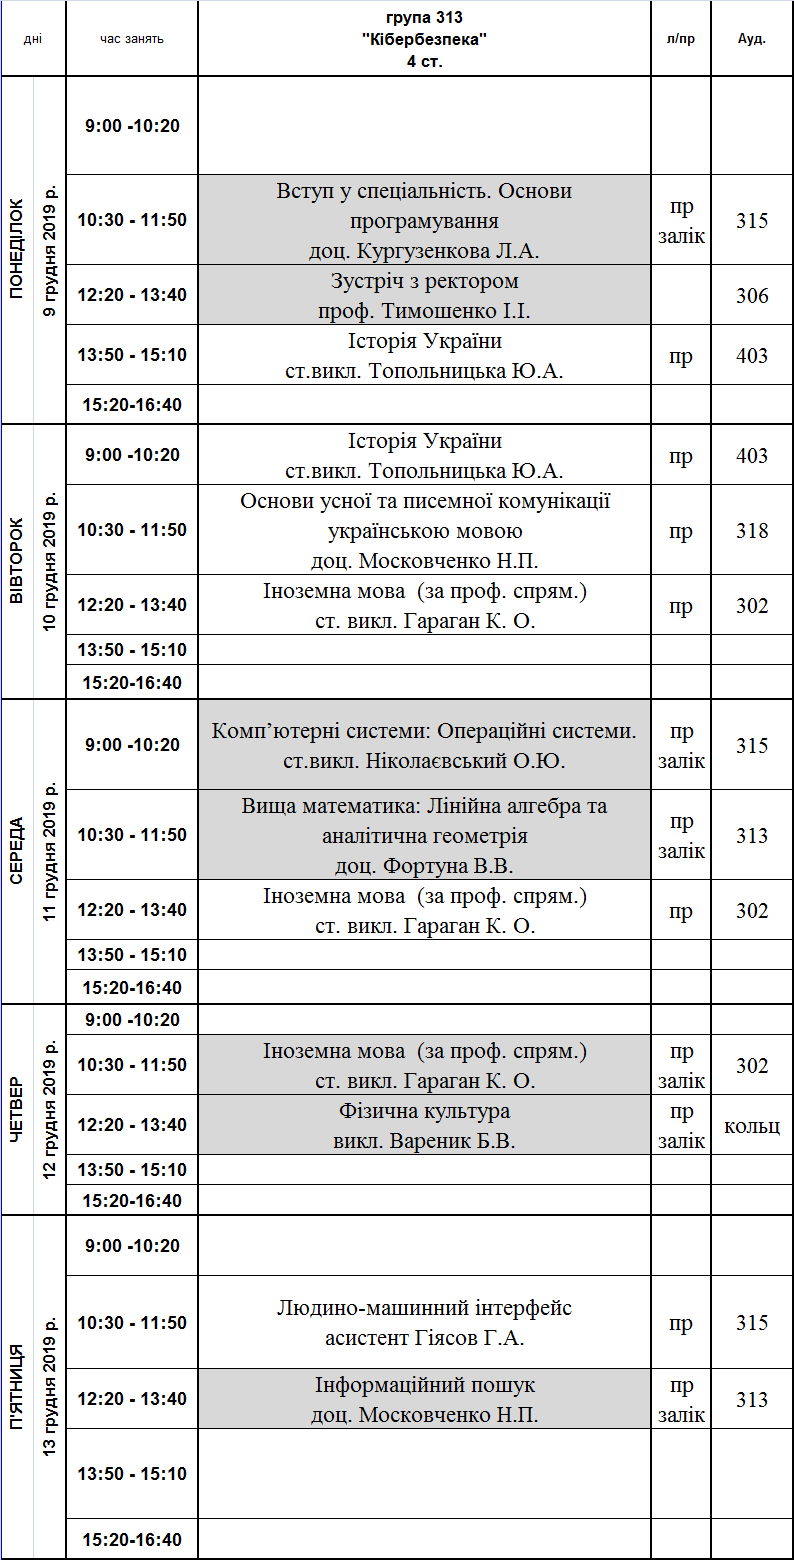 дні
час занять
група 313
"Кібербезпека"
4 ст.
л/пр
Ауд.
ПОНЕДІЛОК
9 грудня 2019 р.
9:00 -10:20
10:30 - 11:50
Вступ у спеціальність. Основи
програмування
доц. Кургузенкова Л.А.
пр
залік
315
12:20 - 13:40
Зустріч з ректором
проф. Тимошенко І.І.
306
13:50 - 15:10
Історія України
ст.викл. Топольницька Ю.А.
пр
403
15:20-16:40
ВІВТОРОК
10 грудня 2019 р.
9:00 -10:20
Історія України
ст.викл. Топольницька Ю.А.
пр
403
10:30 - 11:50
Основи усної та писемної комунікації
українською мовою
доц. Московченко Н.П.
пр
318
12:20 - 13:40
Іноземна мова  (за проф. спрям.)
ст. викл. Гараган К. О.
пр
302
13:50 - 15:10
15:20-16:40
СЕРЕДА
11 грудня 2019 р.
9:00 -10:20
Комп’ютерні системи: Операційні системи.
ст.викл. Ніколаєвський О.Ю.
пр
залік
315
10:30 - 11:50
Вища математика: Лінійна алгебра та
аналітична геометрія
доц. Фортуна В.В.
пр
залік
313
12:20 - 13:40
Іноземна мова  (за проф. спрям.)
ст. викл. Гараган К. О.
пр
302
13:50 - 15:10
15:20-16:40
ЧЕТВЕР
12 грудня 2019 р.
9:00 -10:20
10:30 - 11:50
Іноземна мова  (за проф. спрям.)
ст. викл. Гараган К. О.
пр
залік
302
12:20 - 13:40
Фізична культура
викл. Вареник Б.В.
пр
залік
кольц
13:50 - 15:10
15:20-16:40
П'ЯТНИЦЯ
13 грудня 2019 р.
9:00 -10:20
10:30 - 11:50
Людино-машинний інтерфейс
асистент Гіясов Г.А.
пр
315
12:20 - 13:40
Інформаційний пошук
доц. Московченко Н.П.
пр
залік
313
13:50 - 15:10
15:20-16:40